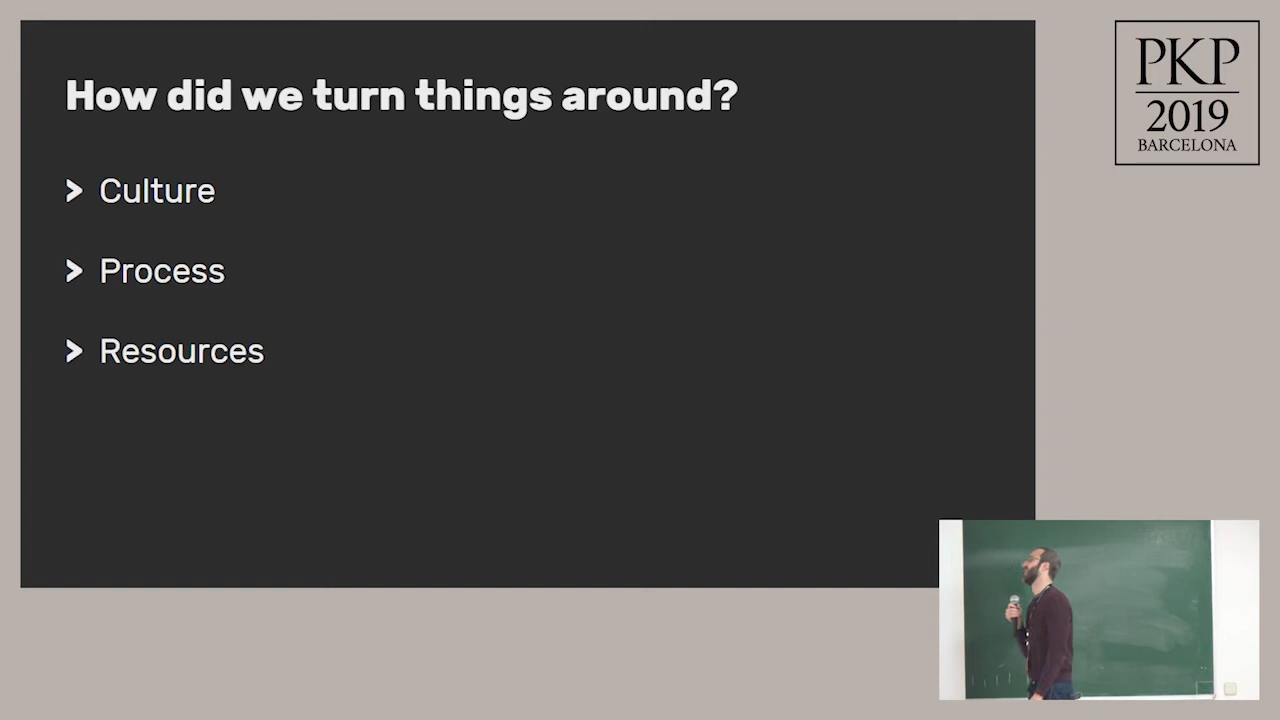 How did we turn things around?
> Culture
> Process
> Resources
PKP
2019
BARCELONA